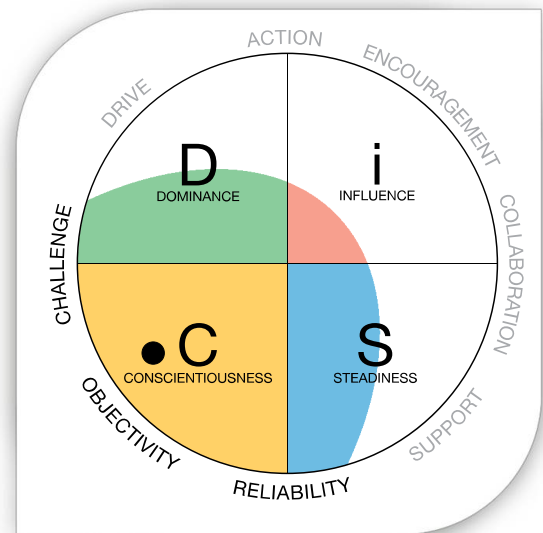 ACTION
ENCOURAGEMENT
DRIVE
D
DOMINANCE
i
INFLUENCE
CHALLENGE
COLLABORATION
C
CONSCIENTIOUSNESS
S
STEADINESS
OBJECTIVITY
SUPPORT
RELIABILITY